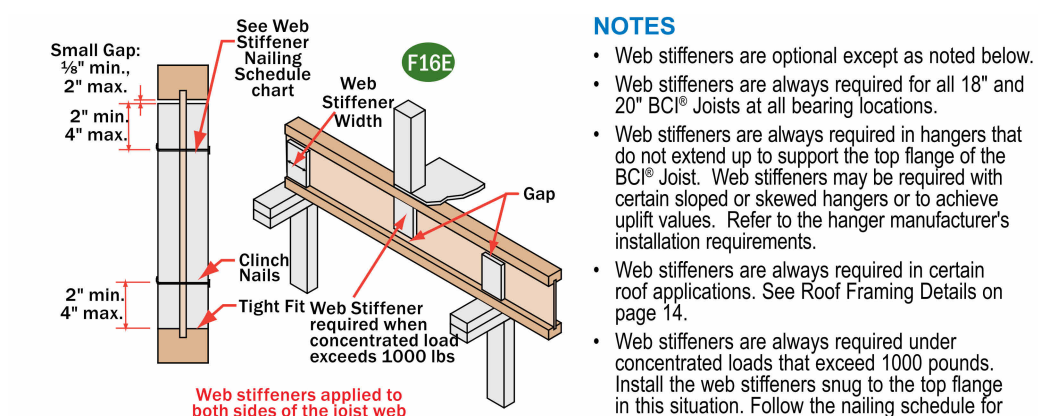 See Web
Stiffener
Nailing
Schedule
chart
Small Gap:
⅛" min.,
2" max.
2" min.
4" max.
Clinch
Nails
2" min.
4" max.
Tight Fit
F16E
Web
Stiffener
Width
Gap
Web Stiffener
required when
concentrated load
exceeds 1000 lbs
Web stiffeners applied to
both sides of the joist web
NOTES
• Web stiffeners are optional except as noted below.
• Web stiffeners are always required for all 18" and
20" BCI® Joists at all bearing locations.
• Web stiffeners are always required in hangers that
do not extend up to support the top flange of the
BCI® Joist. Web stiffeners may be required with
certain sloped or skewed hangers or to achieve
uplift values. Refer to the hanger manufacturer's
installation requirements.
• Web stiffeners are always required in certain
roof applications. See Roof Framing Details on
page 14.
• Web stiffeners are always required under
concentrated loads that exceed 1000 pounds.
Install the web stiffeners snug to the top flange
in this situation. Follow the nailing schedule for